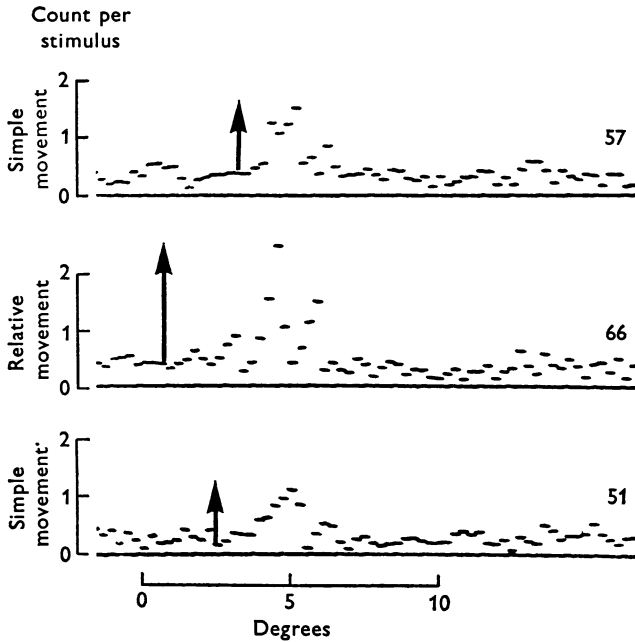 Count per
stimulus
Simple
movement
2
1
0
57
Relative
movement
2
1
0
66
Simple
movement·
2
1
0
51
0 5 10
Degrees